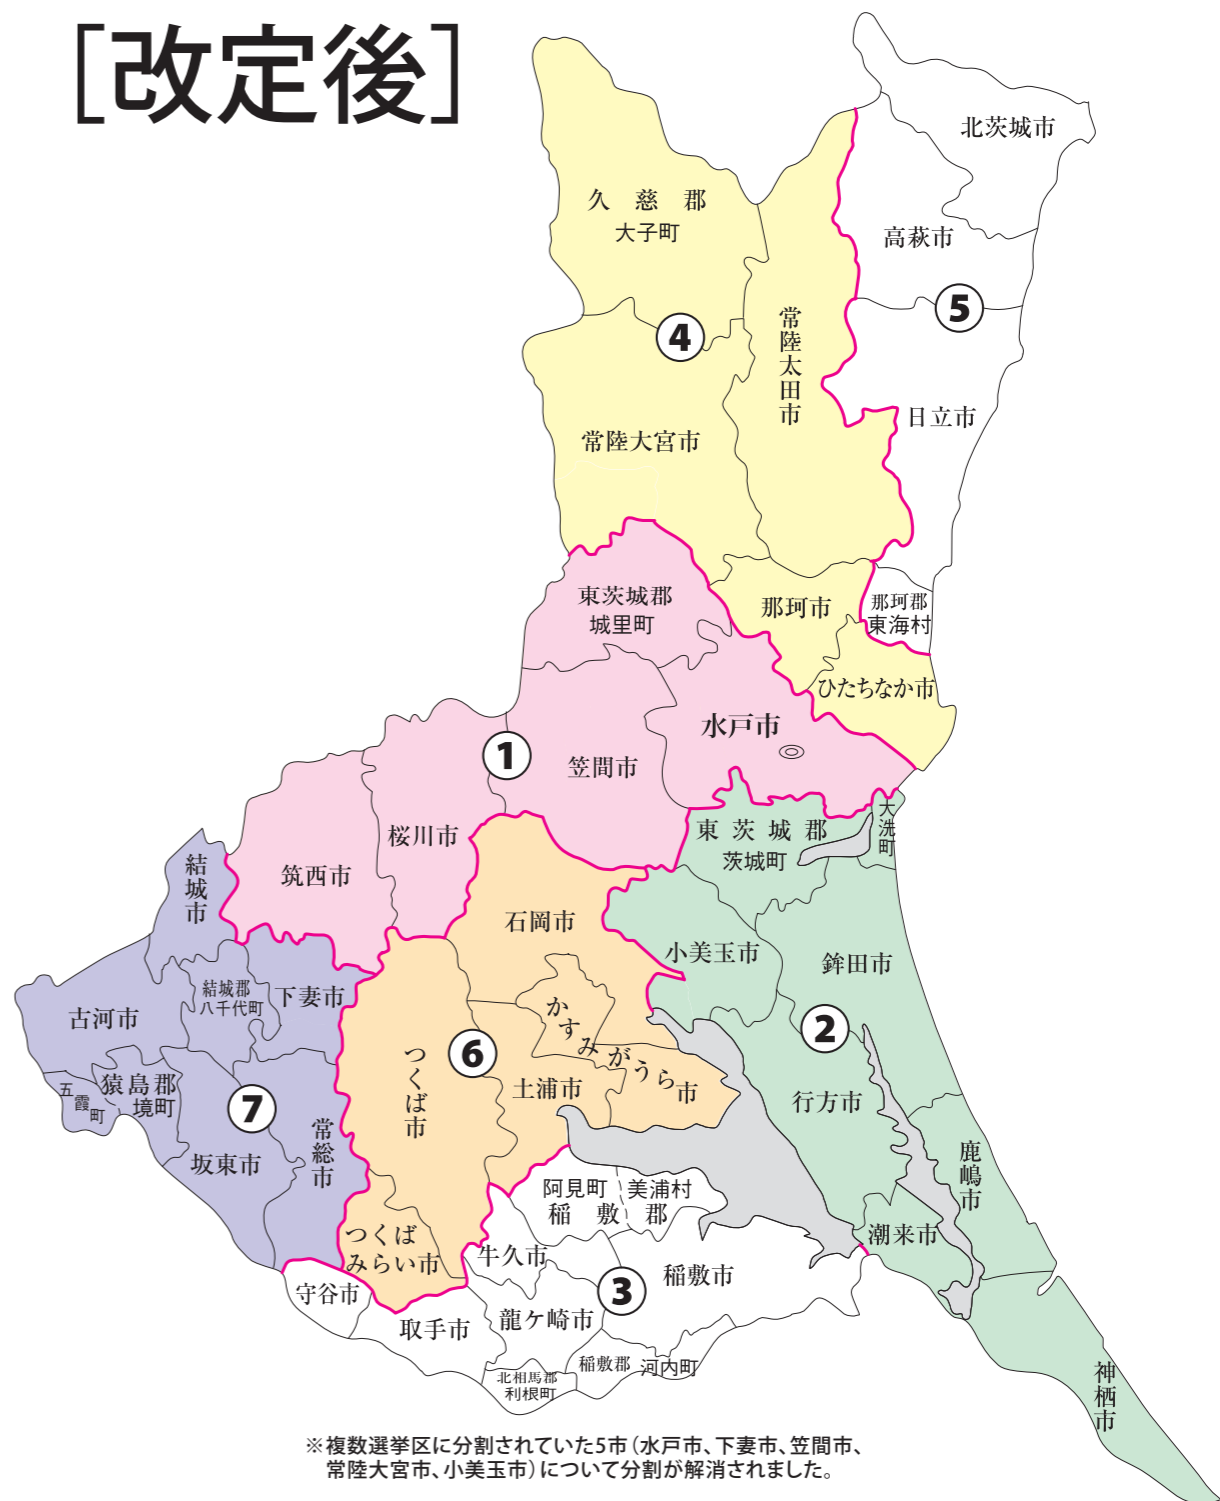 [改定後]
北茨城市
久慈郡
大子町
高萩市
⑤
常陸太田市
④
日立市
常陸大宮市
東茨城郡
城里町
那珂市
那珂郡
東海村
ひたちなか市
水戸市
①
笠間市
桜川市
筑西市
東茨城郡
茨城町
大洗町
結城市
石岡市
小美玉市
鉾田市
結城郡
八千代町
下妻市
古河市
かすみがうら市
②
⑥
つくば市
土浦市
行方市
五霞町
猿島郡
境町
⑦
坂東市
常総市
鹿嶋市
阿見町
美浦村
稲敷郡
潮来市
つくば
みらい市
牛久市
稲敷市
③
守谷市
取手市
龍ケ崎市
稲敷郡
河内町
北相馬郡
利根町
神栖市
※複数選挙区に分割されていた5市(水戸市、下妻市、笠間市、
常陸大宮市、小美玉市)について分割が解消されました。